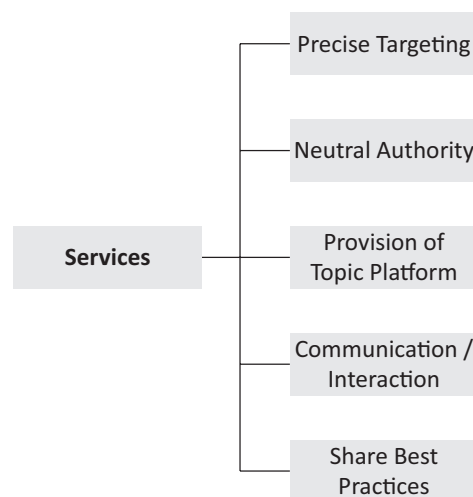 Precise Targeting
Neutral Authority
Services
Provision of
Topic Platform
Communication /
Interaction
Share Best
Practices